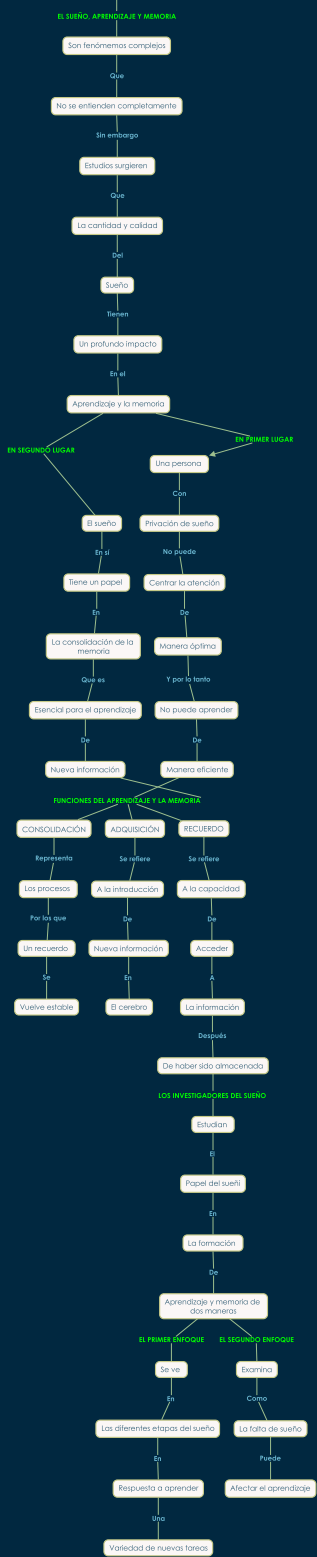 EL SUEÑO, APRENDIZAJE Y MEMORIA
Son fenómemos complejos
Que
No se entienden completamente
Sin embargo
Estudios surgieren
Que
La cantidad y calidad
Del
Sueño
Tienen
Un profundo impacto
En el
Aprendizaje y la memoria
EN SEGUNDO LUGAR
El sueño
En sí
Tiene un papel
En
La consolidación de la
memoria
Que es
Esencial para el aprendizaje
De
Nueva información
EN PRIMER LUGAR
Una persona
Con
Privación de sueño
No puede
Centrar la atención
De
Manera óptima
Y por lo tanto
No puede aprender
De
Manera eficiente
FUNCIONES DEL APRENDIZAJE Y LA MEMORIA
CONSOLIDACIÓN
Representa
Los procesos
Por los que
Un recuerdo
Se
Vuelve estable
ADQUISICIÓN
Se refiere
A la introducción
De
Nueva información
En
El cerebro
RECUERDO
Se refiere
A la capacidad
De
Acceder
A
La información
Después
De haber sido almacenada
LOS INVESTIGADORES DEL SUEÑO
Estudian
El
Papel del sueñi
En
La formación
De
Aprendizaje y memoria de
dos maneras
EL PRIMER ENFOQUE
Se ve
En
Las diferentes etapas del sueño
En
Respuesta a aprender
Una
Variedad de nuevas tareas
EL SEGUNDO ENFOQUE
Examina
Como
La falta de sueño
Puede
Afectar el aprendizaje